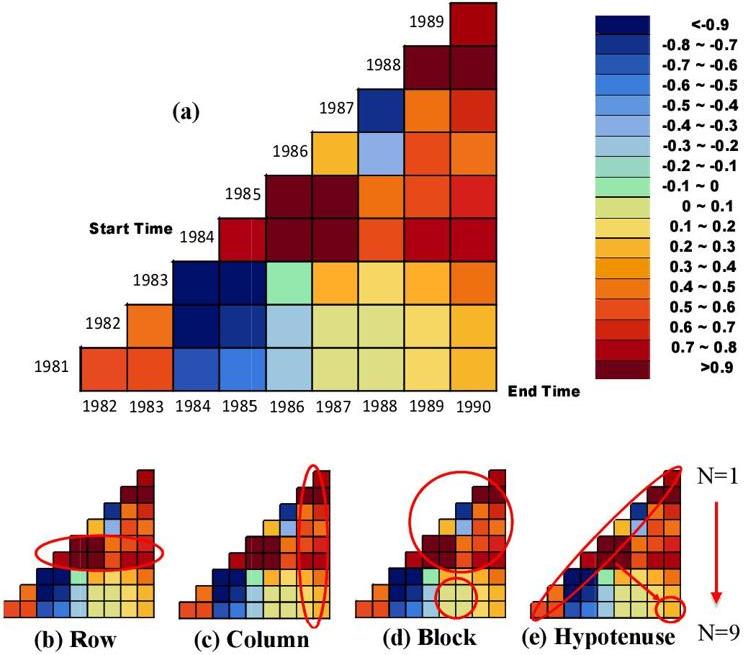 1989
1988
(a)
1987
1986
1985
Start Time
1984
1983
1982
1981
1982 1983 1984 1985 1986 1987 1988 1989 1990
End Time
<-0.9
-0.8 ~ -0.7
-0.7 ~ -0.6
-0.6 ~ -0.5
-0.5 ~ -0.4
-0.4 ~ -0.3
-0.3 ~ -0.2
-0.2 ~ -0.1
-0.1 ~ 0
0 ~ 0.1
0.1 ~ 0.2
0.2 ~ 0.3
0.3 ~ 0.4
0.4 ~ 0.5
0.5 ~ 0.6
0.6 ~ 0.7
0.7 ~ 0.8
>0.9
N=1
N=9
(b) Row
(c) Column
(d) Block
(e) Hypotenuse